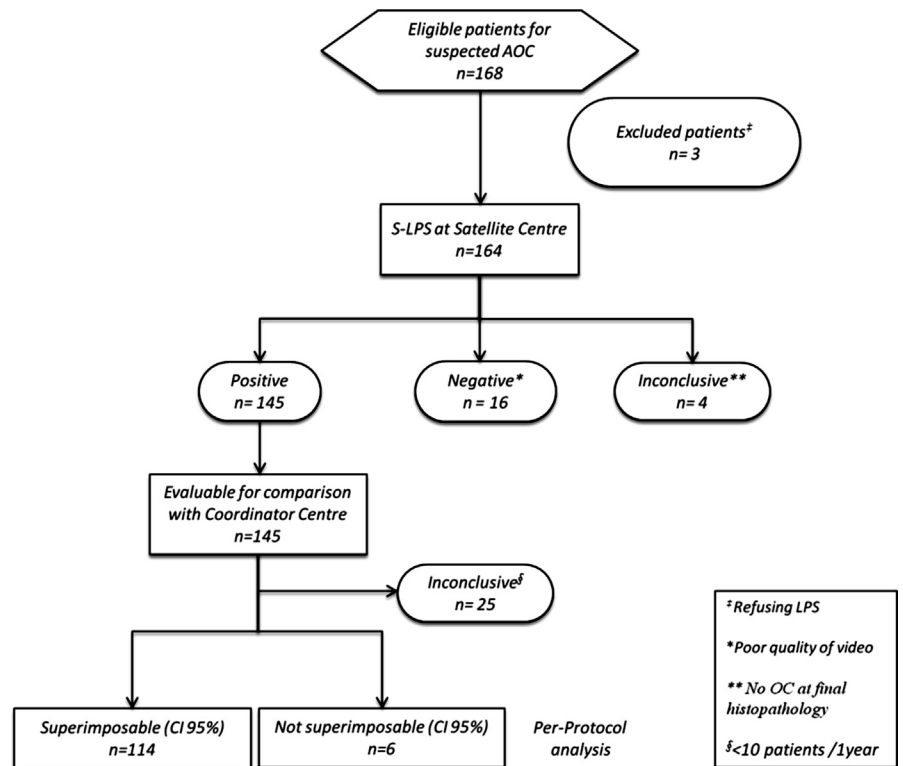 Eligible patients for
suspected AOC
n=168
Excluded patients‡
n= 3
S-LPS at Satellite Centre
n=164
Positive
n= 145
Negative*
n = 16
Inconclusive**
n= 4
Evaluable for comparison
with Coordinator Centre
n=145
Inconclusive§
n= 25
Superimposable (CI 95%)
n=114
Not superimposable (CI 95%)
n=6
Per-Protocol
analysis
‡Refusing LPS
*Poor quality of video
** No OC at final
histopathology
§<10 patients /1year